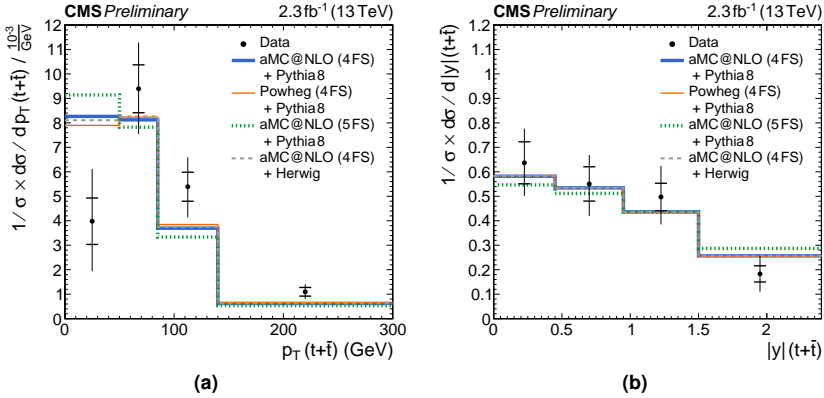 CMS Preliminary 2.3 fb⁻¹ (13 TeV)
1/ σ × dσ / d p_T (t+t̄) / 10⁻³/GeV
12
11
10
9
8
7
6
5
4
3
2
1
0
Data
aMC@NLO (4FS)
+ Pythia8
Powheg (4FS)
+ Pythia8
aMC@NLO (5FS)
+ Pythia8
aMC@NLO (4FS)
+ Herwig
0 100 200 300
p_T (t+t̄) (GeV)
(a)
CMS Preliminary 2.3 fb⁻¹ (13 TeV)
1/ σ × dσ / d |y| (t+t̄)
1.2
1.1
1
0.9
0.8
0.7
0.6
0.5
0.4
0.3
0.2
0.1
0
Data
aMC@NLO (4FS)
+ Pythia8
Powheg (4FS)
+ Pythia8
aMC@NLO (5FS)
+ Pythia8
aMC@NLO (4FS)
+ Herwig
0 0.5 1 1.5 2
|y| (t+t̄)
(b)